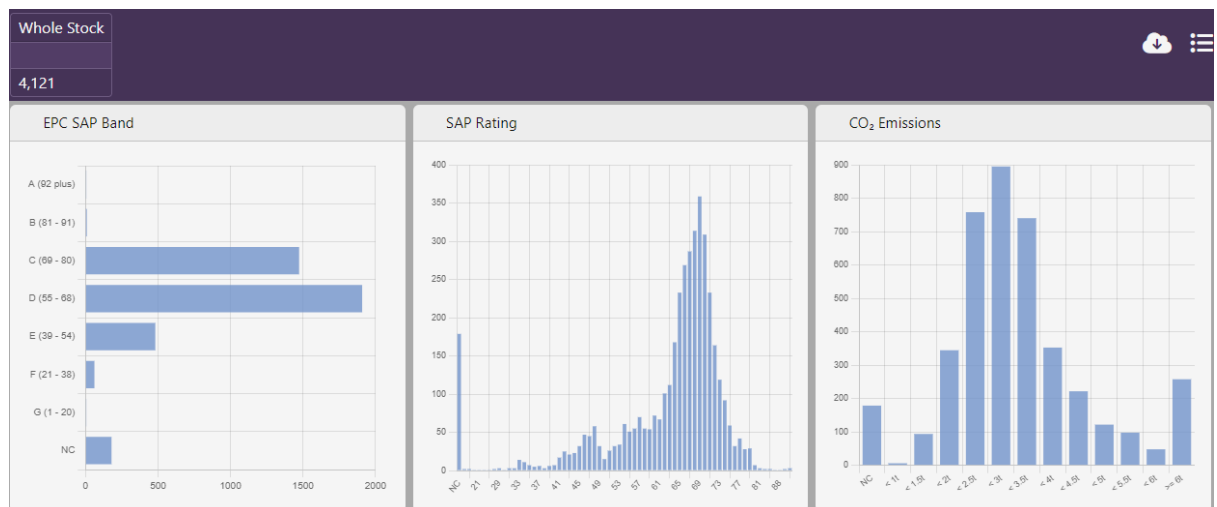 Whole Stock
4,121
EPC SAP Band
A (92 plus)
B (81 - 91)
C (69 - 80)
D (55 - 68)
E (39 - 54)
F (21 - 38)
G (1 - 20)
NC
0 500 1000 1500 2000
SAP Rating
400
350
300
250
200
150
100
50
0
NC 21 29 33 37 41 45 49 53 57 61 65 69 73 77 81 88
CO₂ Emissions
900
800
700
600
500
400
300
200
100
0
NC < 1t < 1.5t < 2t < 2.5t < 3t < 3.5t < 4t < 4.5t < 5t < 5.5t < 6t >= 6t